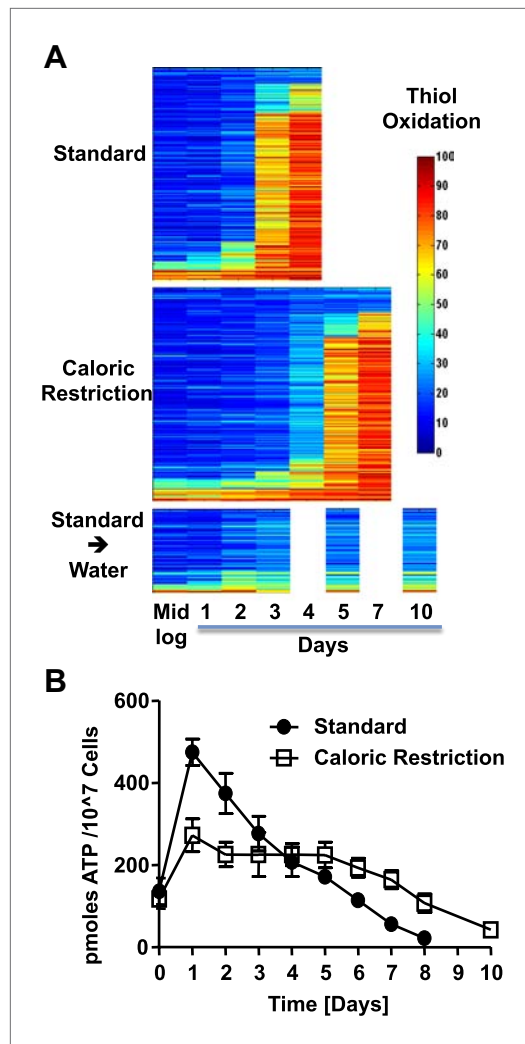 A
Thiol
Oxidation
Standard
100
90
80
70
60
50
40
30
20
10
0
Caloric
Restriction
Standard
➔
Water
Mid 1 2 3 4 5 7 10
log
Days
B
600
400
200
0
pmoles ATP /10^7 Cells
Standard
Caloric Restriction
0 1 2 3 4 5 6 7 8 9 10
Time [Days]